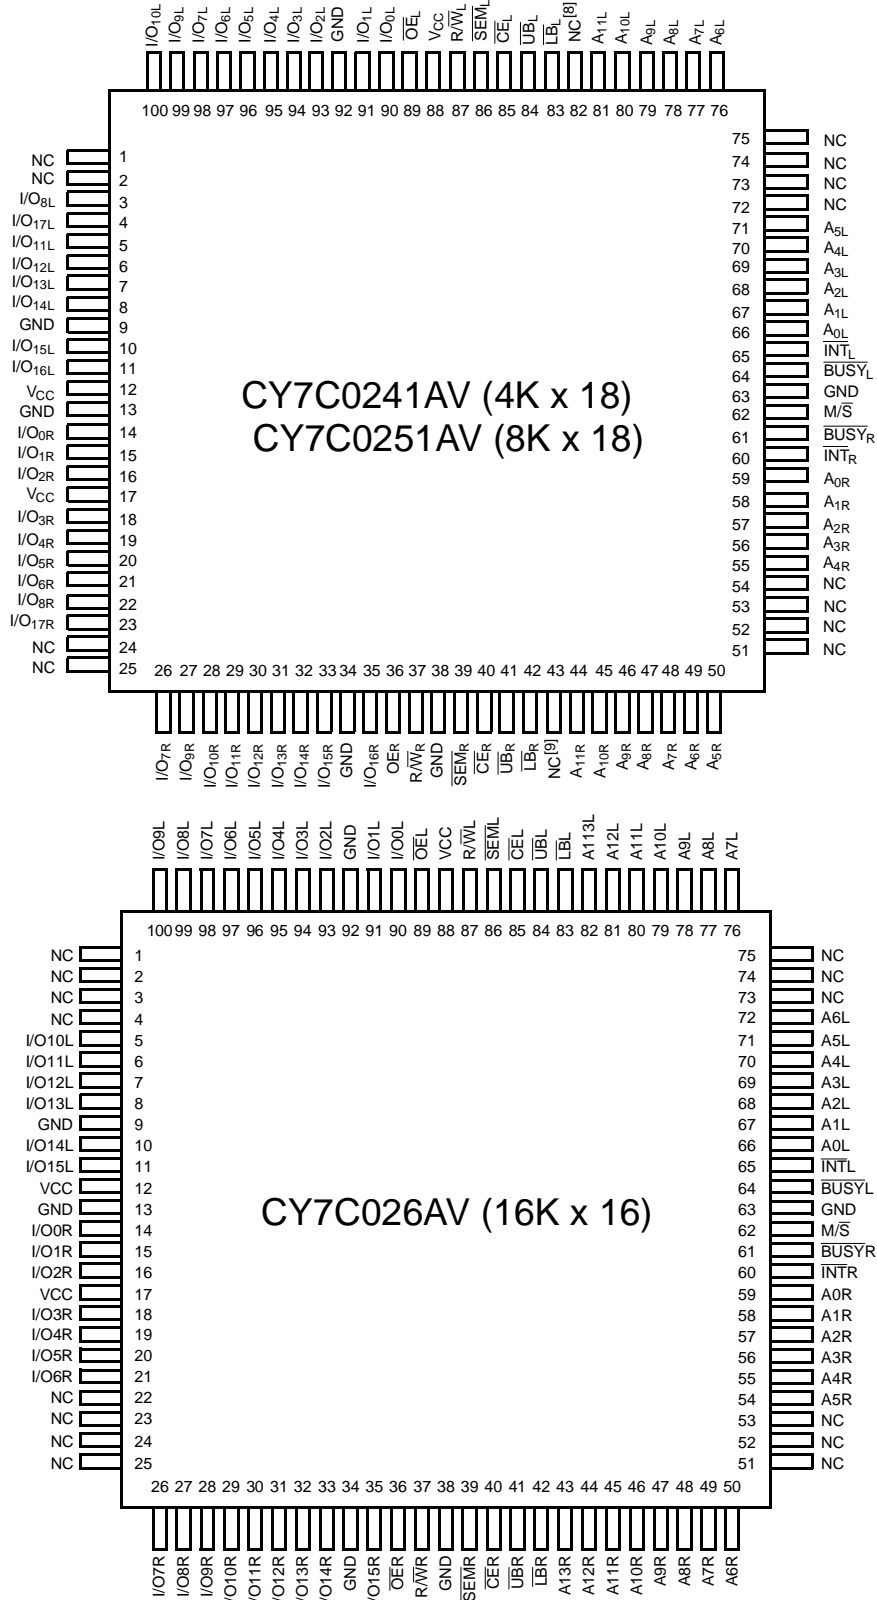 I/O10L I/O9L I/O7L I/O6L I/O5L I/O4L I/O3L I/O2L GND I/O1L I/O0L OEL VCC R/WL SEML CEL UBL LBL NC[8] A11L A10L A9L A8L A7L A6L
100 99 98 97 96 95 94 93 92 91 90 89 88 87 86 85 84 83 82 81 80 79 78 77 76
NC 1
NC 2
I/O8L 3
I/O17L 4
I/O11L 5
I/O12L 6
I/O13L 7
I/O14L 8
GND 9
I/O15L 10
I/O16L 11
VCC 12
GND 13
I/O0R 14
I/O1R 15
I/O2R 16
VCC 17
I/O3R 18
I/O4R 19
I/O5R 20
I/O6R 21
I/O8R 22
I/O17R 23
NC 24
NC 25
CY7C0241AV (4K x 18)
CY7C0251AV (8K x 18)
75 NC
74 NC
73 NC
72 NC
71 A5L
70 A4L
69 A3L
68 A2L
67 A1L
66 A0L
65 INTL
64 BUSYL
63 GND
62 M/S
61 BUSYR
60 INTR
59 A0R
58 A1R
57 A2R
56 A3R
55 A4R
54 NC
53 NC
52 NC
51 NC
26 27 28 29 30 31 32 33 34 35 36 37 38 39 40 41 42 43 44 45 46 47 48 49 50
I/O7R I/O9R I/O10R I/O11R I/O12R I/O13R I/O14R I/O15R GND I/O16R OER R/WR GND SEMR CER UBR LBR NC[9] A11R A10R A9R A8R A7R A6R A5R
I/O9L I/O8L I/O7L I/O6L I/O5L I/O4L I/O3L I/O2L GND I/O1L I/O0L OEL VCC R/WL SEML CEL UBL LBL A113L A12L A11L A10L A9L A8L A7L
100 99 98 97 96 95 94 93 92 91 90 89 88 87 86 85 84 83 82 81 80 79 78 77 76
NC 1
NC 2
NC 3
NC 4
I/O10L 5
I/O11L 6
I/O12L 7
I/O13L 8
GND 9
I/O14L 10
I/O15L 11
VCC 12
GND 13
I/O0R 14
I/O1R 15
I/O2R 16
VCC 17
I/O3R 18
I/O4R 19
I/O5R 20
I/O6R 21
NC 22
NC 23
NC 24
NC 25
CY7C026AV (16K x 16)
75 NC
74 NC
73 NC
72 A6L
71 A5L
70 A4L
69 A3L
68 A2L
67 A1L
66 A0L
65 INTL
64 BUSYL
63 GND
62 M/S
61 BUSYR
60 INTR
59 A0R
58 A1R
57 A2R
56 A3R
55 A4R
54 A5R
53 NC
52 NC
51 NC
26 27 28 29 30 31 32 33 34 35 36 37 38 39 40 41 42 43 44 45 46 47 48 49 50
I/O7R I/O8R I/O9R /O10R /O11R /O12R /O13R /O14R GND /O15R OER R/WR GND SEMR CER UBR LBR A13R A12R A11R A10R A9R A8R A7R A6R